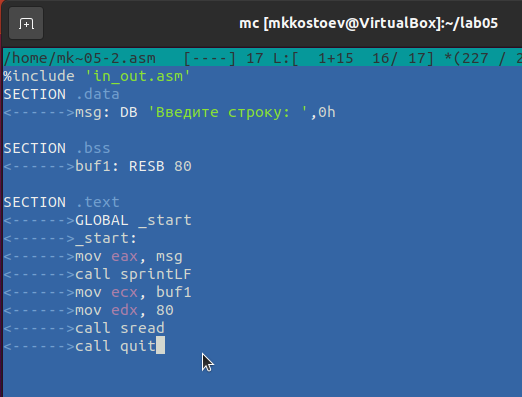 mc [mkkostoev@VirtualBox]:~/lab05
/home/mk~05-2.asm [----] 17 L:[ 1+15 16/ 17] *(227 / 2
%include 'in_out.asm'
SECTION .data
<------>msg: DB 'Введите строку: ',0h
SECTION .bss
<------>buf1: RESB 80
SECTION .text
<------>GLOBAL _start
<------>_start:
<------>mov eax, msg
<------>call sprintLF
<------>mov ecx, buf1
<------>mov edx, 80
<------>call sread
<------>call quit